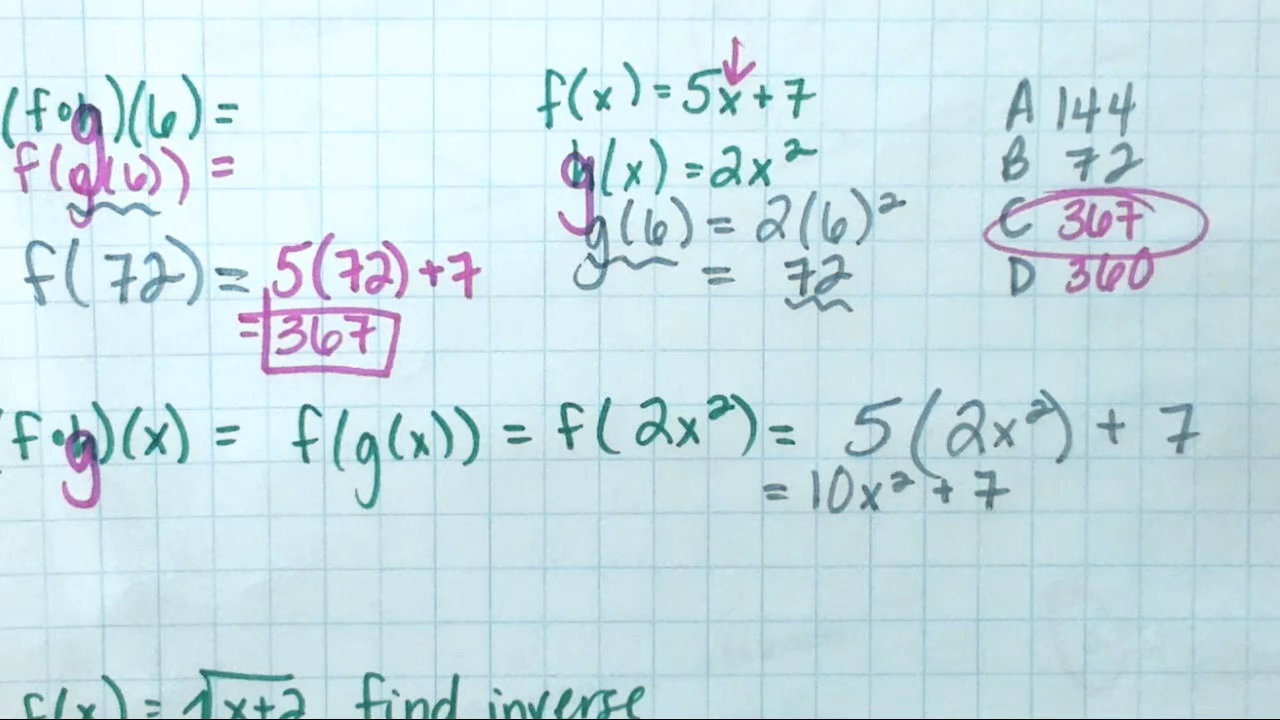 (f∘g)(6) =
f(g(6)) =
f(72) = 5(72)+7
= 367
f(x) = 5x+7
g(x) = 2x²
g(6) = 2(6)²
= 72
A 144
B 72
C 367
D 360
(f∘g)(x) = f(g(x)) = f(2x²) = 5(2x²) + 7
= 10x² + 7
f(x) = √x+2 find inverse